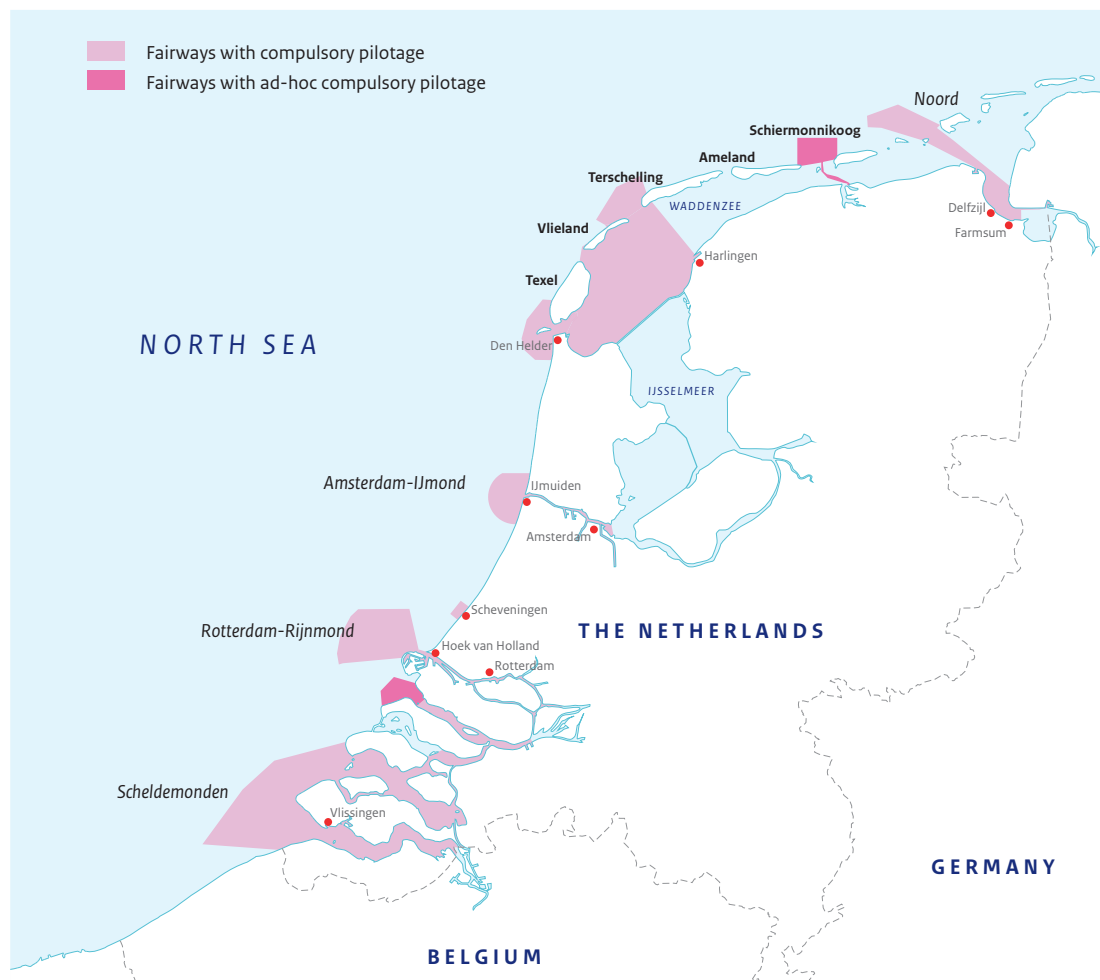 Fairways with compulsory pilotage
Fairways with ad-hoc compulsory pilotage
Noord
Schiermonnikoog
Ameland
Terschelling
WADDENZEE
Delfzijl
Vlieland
Farmsum
Harlingen
Texel
NORTH SEA
Den Helder
IJSSELMEER
Amsterdam-IJmond
IJmuiden
Amsterdam
Scheveningen
Rotterdam-Rijnmond
THE NETHERLANDS
Hoek van Holland
Rotterdam
Scheldemonden
Vlissingen
GERMANY
BELGIUM